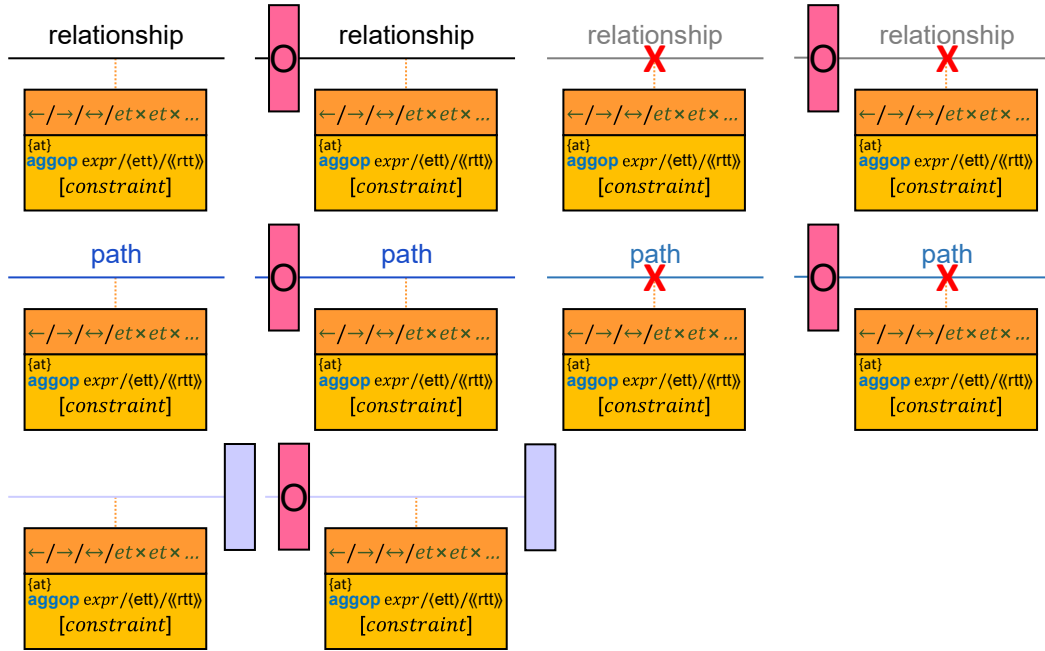 relationship
O
relationship
relationship
X
O
relationship
X
←/→/↔/et×et×...
{at}
aggop expr/⟨ett⟩/⟪rtt⟫
[constraint]
←/→/↔/et×et×...
{at}
aggop expr/⟨ett⟩/⟪rtt⟫
[constraint]
←/→/↔/et×et×...
{at}
aggop expr/⟨ett⟩/⟪rtt⟫
[constraint]
←/→/↔/et×et×...
{at}
aggop expr/⟨ett⟩/⟪rtt⟫
[constraint]
path
O
path
path
X
O
path
X
←/→/↔/et×et×...
{at}
aggop expr/⟨ett⟩/⟪rtt⟫
[constraint]
←/→/↔/et×et×...
{at}
aggop expr/⟨ett⟩/⟪rtt⟫
[constraint]
←/→/↔/et×et×...
{at}
aggop expr/⟨ett⟩/⟪rtt⟫
[constraint]
←/→/↔/et×et×...
{at}
aggop expr/⟨ett⟩/⟪rtt⟫
[constraint]
O
←/→/↔/et×et×...
{at}
aggop expr/⟨ett⟩/⟪rtt⟫
[constraint]
←/→/↔/et×et×...
{at}
aggop expr/⟨ett⟩/⟪rtt⟫
[constraint]